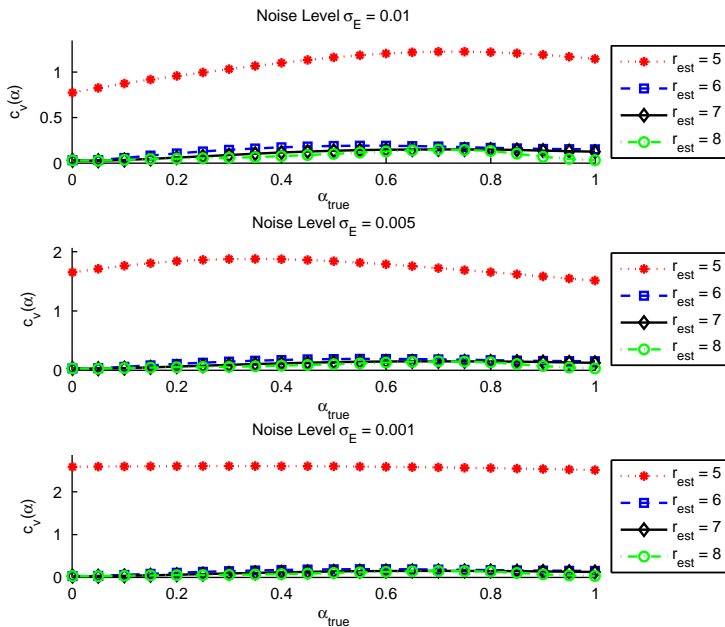 Noise Level σ_E = 0.01
c_v(α)
1
0.5
0
0 0.2 0.4 0.6 0.8 1
α_true
r_est = 5
r_est = 6
r_est = 7
r_est = 8
Noise Level σ_E = 0.005
c_v(α)
2
1
0
0 0.2 0.4 0.6 0.8 1
α_true
r_est = 5
r_est = 6
r_est = 7
r_est = 8
Noise Level σ_E = 0.001
c_v(α)
2
1
0
0 0.2 0.4 0.6 0.8 1
α_true
r_est = 5
r_est = 6
r_est = 7
r_est = 8